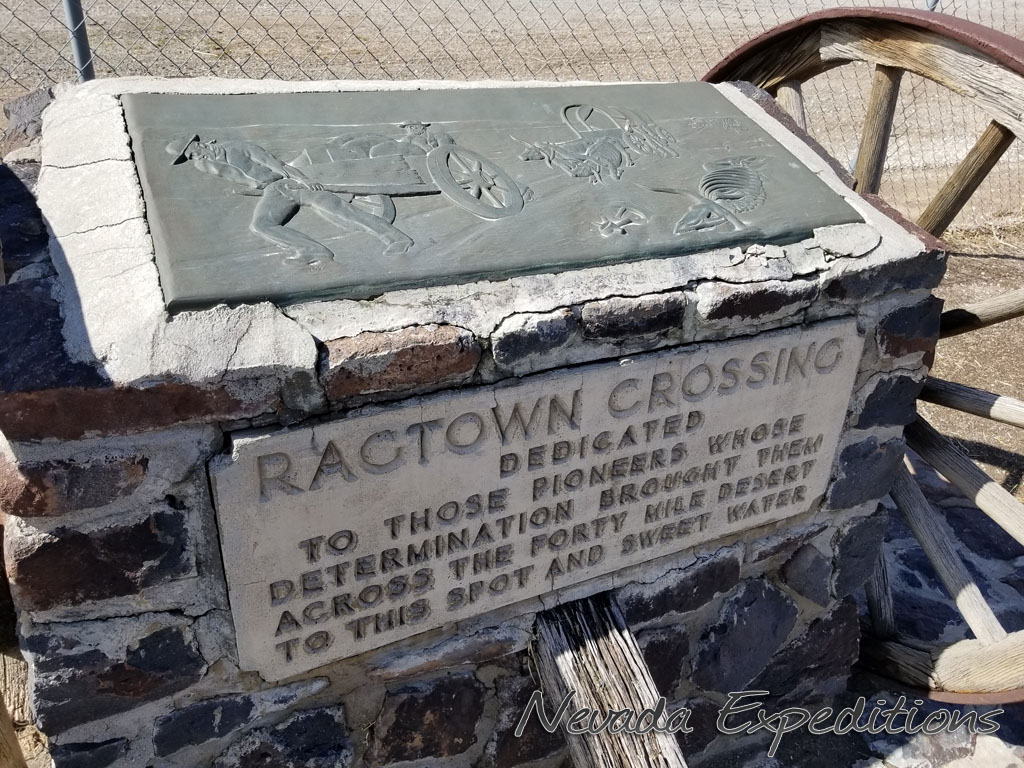 RAGTOWN CROSSING
DEDICATED
TO THOSE PIONEERS WHOSE
DETERMINATION BROUGHT THEM
ACROSS THE FORTY MILE DESERT
TO THIS SPOT AND SWEET WATER
Nevada Expeditions